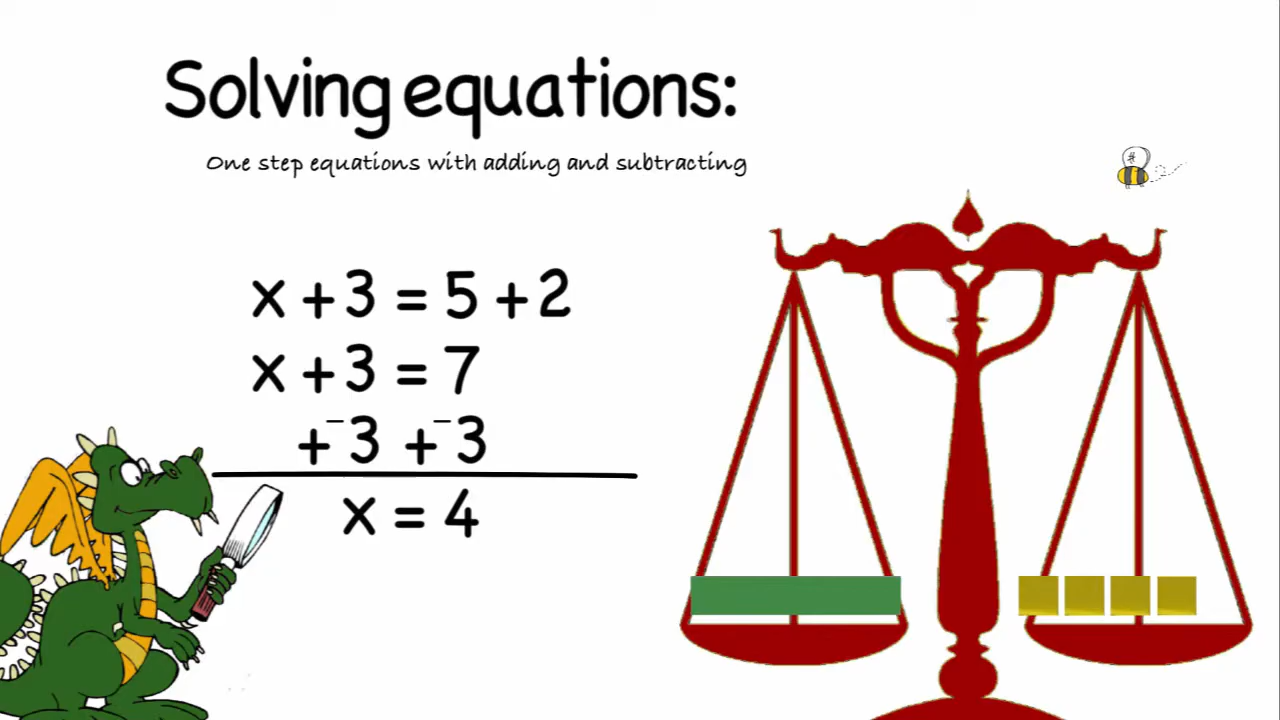 Solving equations:
One step equations with adding and subtracting
x + 3 = 5 + 2
x + 3 = 7
+ ⁻3 + ⁻3
x = 4
#